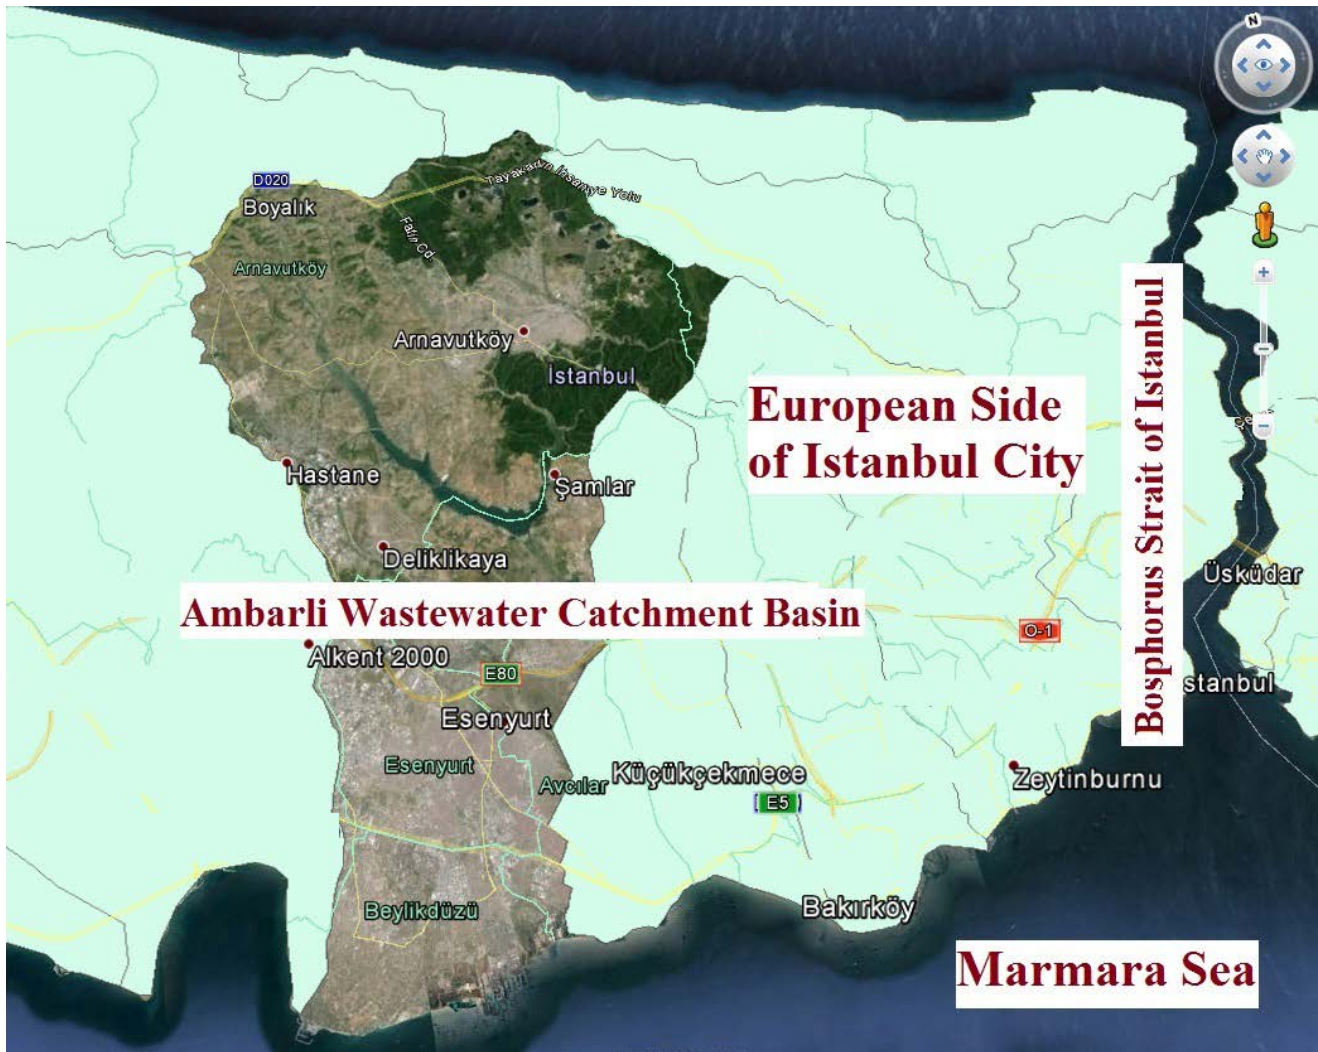 N
D020
Boyalık
Tayakadın İhsaniye Yolu
Fatih Cd.
Arnavutköy
Arnavutköy
İstanbul
European Side
of Istanbul City
Bosphorus Strait of Istanbul
Hastane
Şamlar
Deliklikaya
Üsküdar
Ambarli Wastewater Catchment Basin
O-1
Alkent 2000
E80
stanbul
Esenyurt
Esenyurt
Avcılar
Küçükçekmece
E5
Zeytinburnu
Beylikdüzü
Bakırköy
Marmara Sea